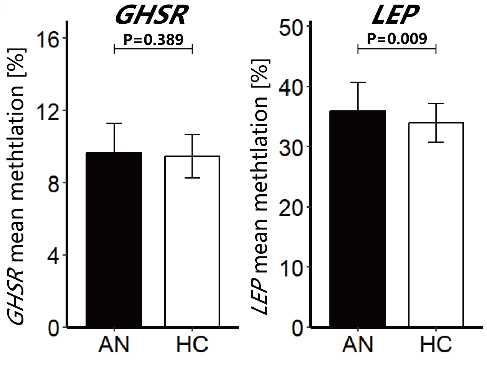 GHSR
P=0.389
GHSR mean methtlation [%]
16
12
8
4
0
AN HC
LEP
P=0.009
LEP mean methtlation [%]
50
40
30
20
10
0
AN HC